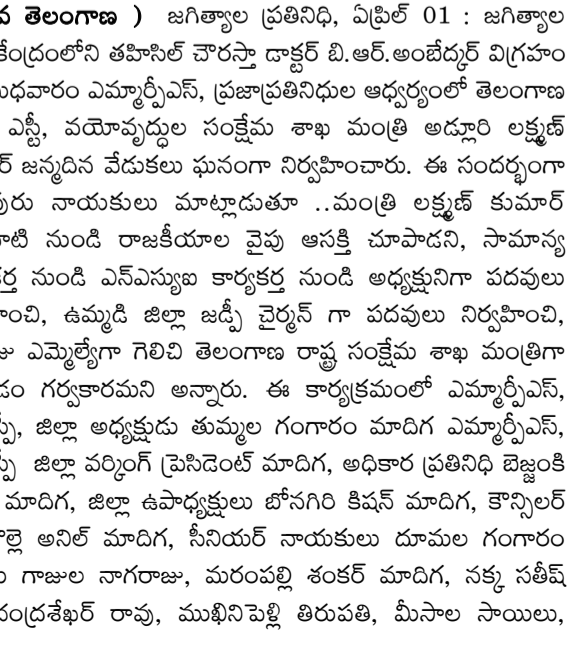 వ తెలంగాణ ) జగిత్యాల ప్రతినిధి, ఏప్రిల్ 01 : జగిత్యాల
కేంద్రంలోని తహిసిల్ చౌరస్తా డాక్టర్ బి.ఆర్.అంబేద్కర్ విగ్రహం
ఎమ్మార్పీఎస్, ప్రజాప్రతినిధుల ఆధ్వర్యంలో తెలంగాణ
ఎస్టీ, వయోవృద్ధుల సంక్షేమ శాఖ మంత్రి అడ్లూరి లక్ష్మణ్
జన్మదిన వేడుకలు ఘనంగా నిర్వహించారు. ఈ సందర్భంగా
నాయకులు మాట్లాడుతూ ..మంత్రి లక్ష్మణ్ కుమార్
నుండి రాజకీయాల వైపు ఆసక్తి చూపాడని, సామాన్య
నుండి ఎన్ఎస్యుఐ కార్యకర్త నుండి అధ్యక్షునిగా పదవులు
ఉమ్మడి జిల్లా జడ్పీ చైర్మన్ గా పదవులు నిర్వహించి,
ఎమ్మెల్యేగా గెలిచి తెలంగాణ రాష్ట్ర సంక్షేమ శాఖ మంత్రిగా
గర్వకారమని అన్నారు. ఈ కార్యక్రమంలో ఎమ్మార్పీఎస్,
జిల్లా అధ్యక్షుడు తుమ్మల గంగారం మాదిగ ఎమ్మార్పీఎస్,
జిల్లా వర్కింగ్ ప్రెసిడెంట్ మాదిగ, అధికార ప్రతినిధి బెజ్జంకి
మాదిగ, జిల్లా ఉపాధ్యక్షులు బోనగిరి కిషన్ మాదిగ, కౌన్సిలర్
అనిల్ మాదిగ, సీనియర్ నాయకులు దూమల గంగారం
గాజుల నాగరాజు, మరంపల్లి శంకర్ మాదిగ, నక్క సతీష్
రావు, ముఖినిపెళ్లి తిరుపతి, మీసాల సాయిలు,